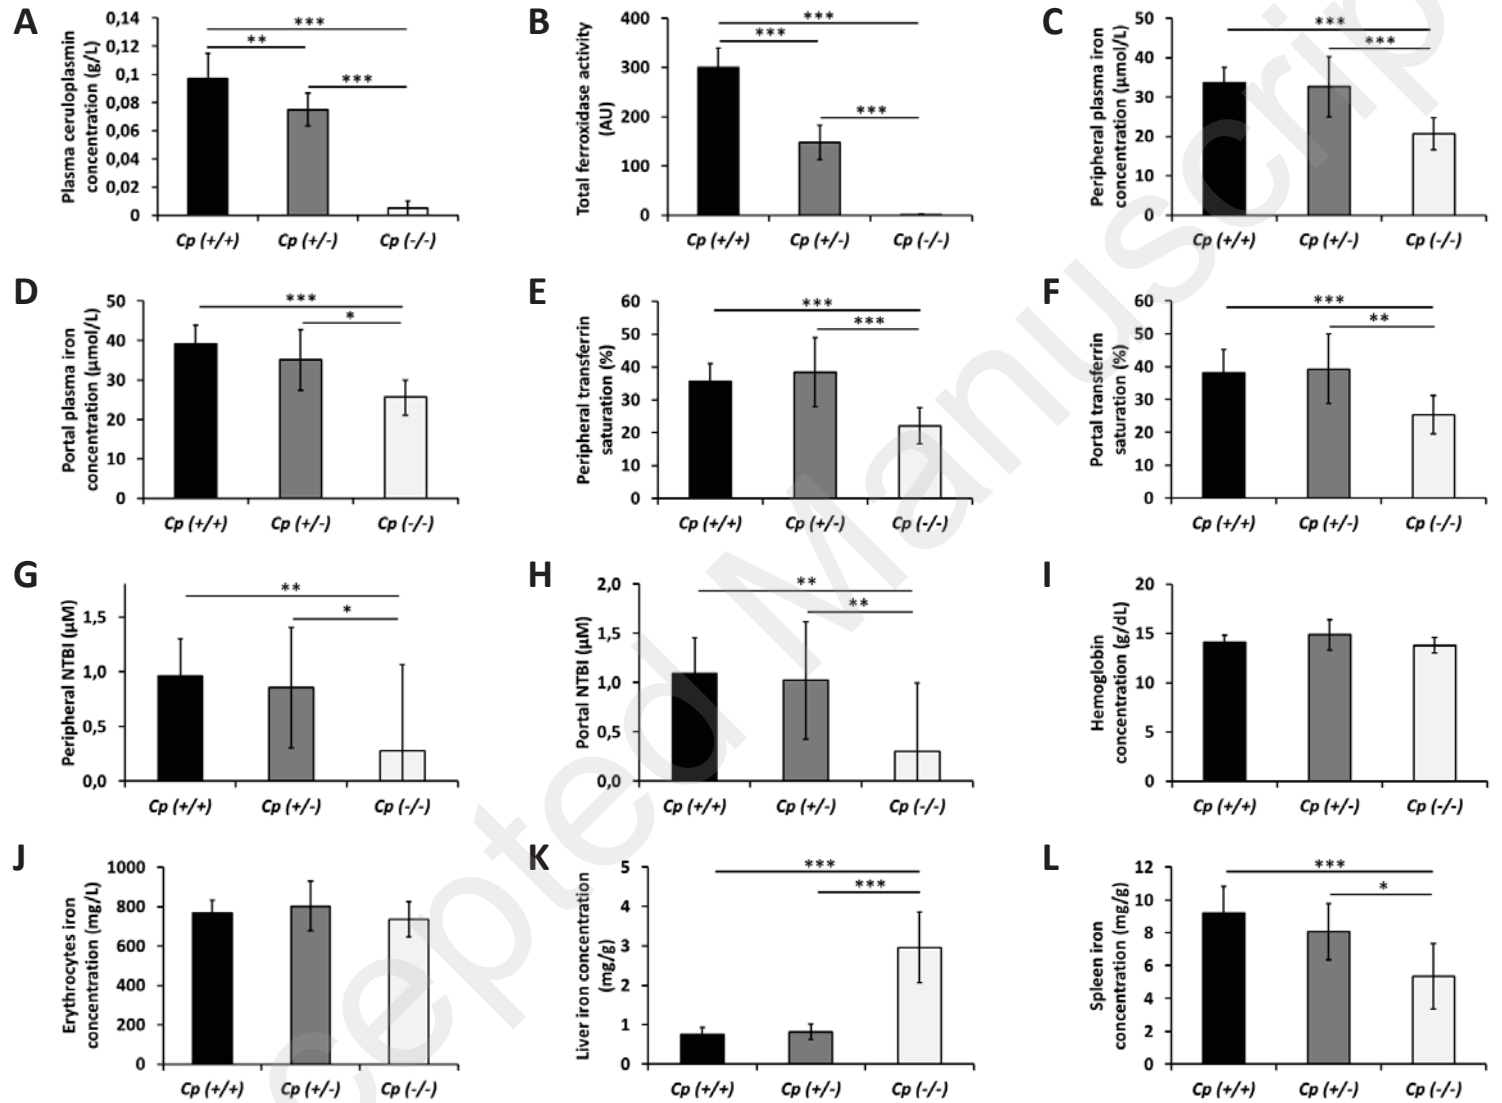 A
Plasma ceruloplasmin
concentration (g/L)
0,14
0,12
0,1
0,08
0,06
0,04
0,02
0
***
**
***
Cp (+/+) Cp (+/-) Cp (-/-)
B
Total ferroxidase activity
(AU)
400
300
200
100
0
***
***
***
Cp (+/+) Cp (+/-) Cp (-/-)
C
Peripheral plasma iron
concentration (µmol/L)
50
40
30
20
10
0
***
***
Cp (+/+) Cp (+/-) Cp (-/-)
D
Portal plasma iron
concentration (µmol/L)
50
40
30
20
10
0
***
*
Cp (+/+) Cp (+/-) Cp (-/-)
E
Peripheral transferrin
saturation (%)
60
50
40
30
20
10
0
***
***
Cp (+/+) Cp (+/-) Cp (-/-)
F
Portal transferrin
saturation (%)
60
50
40
30
20
10
0
***
**
Cp (+/+) Cp (+/-) Cp (-/-)
G
Peripheral NTBI (µM)
1,5
1,0
0,5
0,0
**
*
Cp (+/+) Cp (+/-) Cp (-/-)
H
Portal NTBI (µM)
2,0
1,5
1,0
0,5
0,0
**
**
Cp (+/+) Cp (+/-) Cp (-/-)
I
Hemoglobin
concentration (g/dL)
20
15
10
5
0
Cp (+/+) Cp (+/-) Cp (-/-)
J
Erythrocytes iron
concentration (mg/L)
1000
800
600
400
200
0
Cp (+/+) Cp (+/-) Cp (-/-)
K
Liver iron concentration
(mg/g)
5
4
3
2
1
0
***
***
Cp (+/+) Cp (+/-) Cp (-/-)
L
Spleen iron
concentration (mg/g)
12
10
8
6
4
2
0
***
*
Cp (+/+) Cp (+/-) Cp (-/-)
cepted Manuscrip